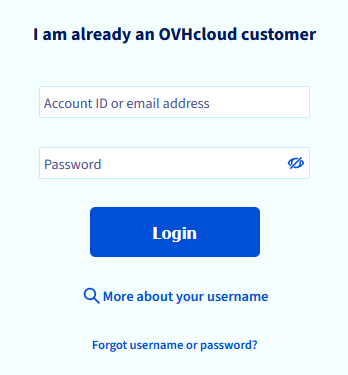 I am already an OVHcloud customer
Account ID or email address
Password
Login
More about your username
Forgot username or password?